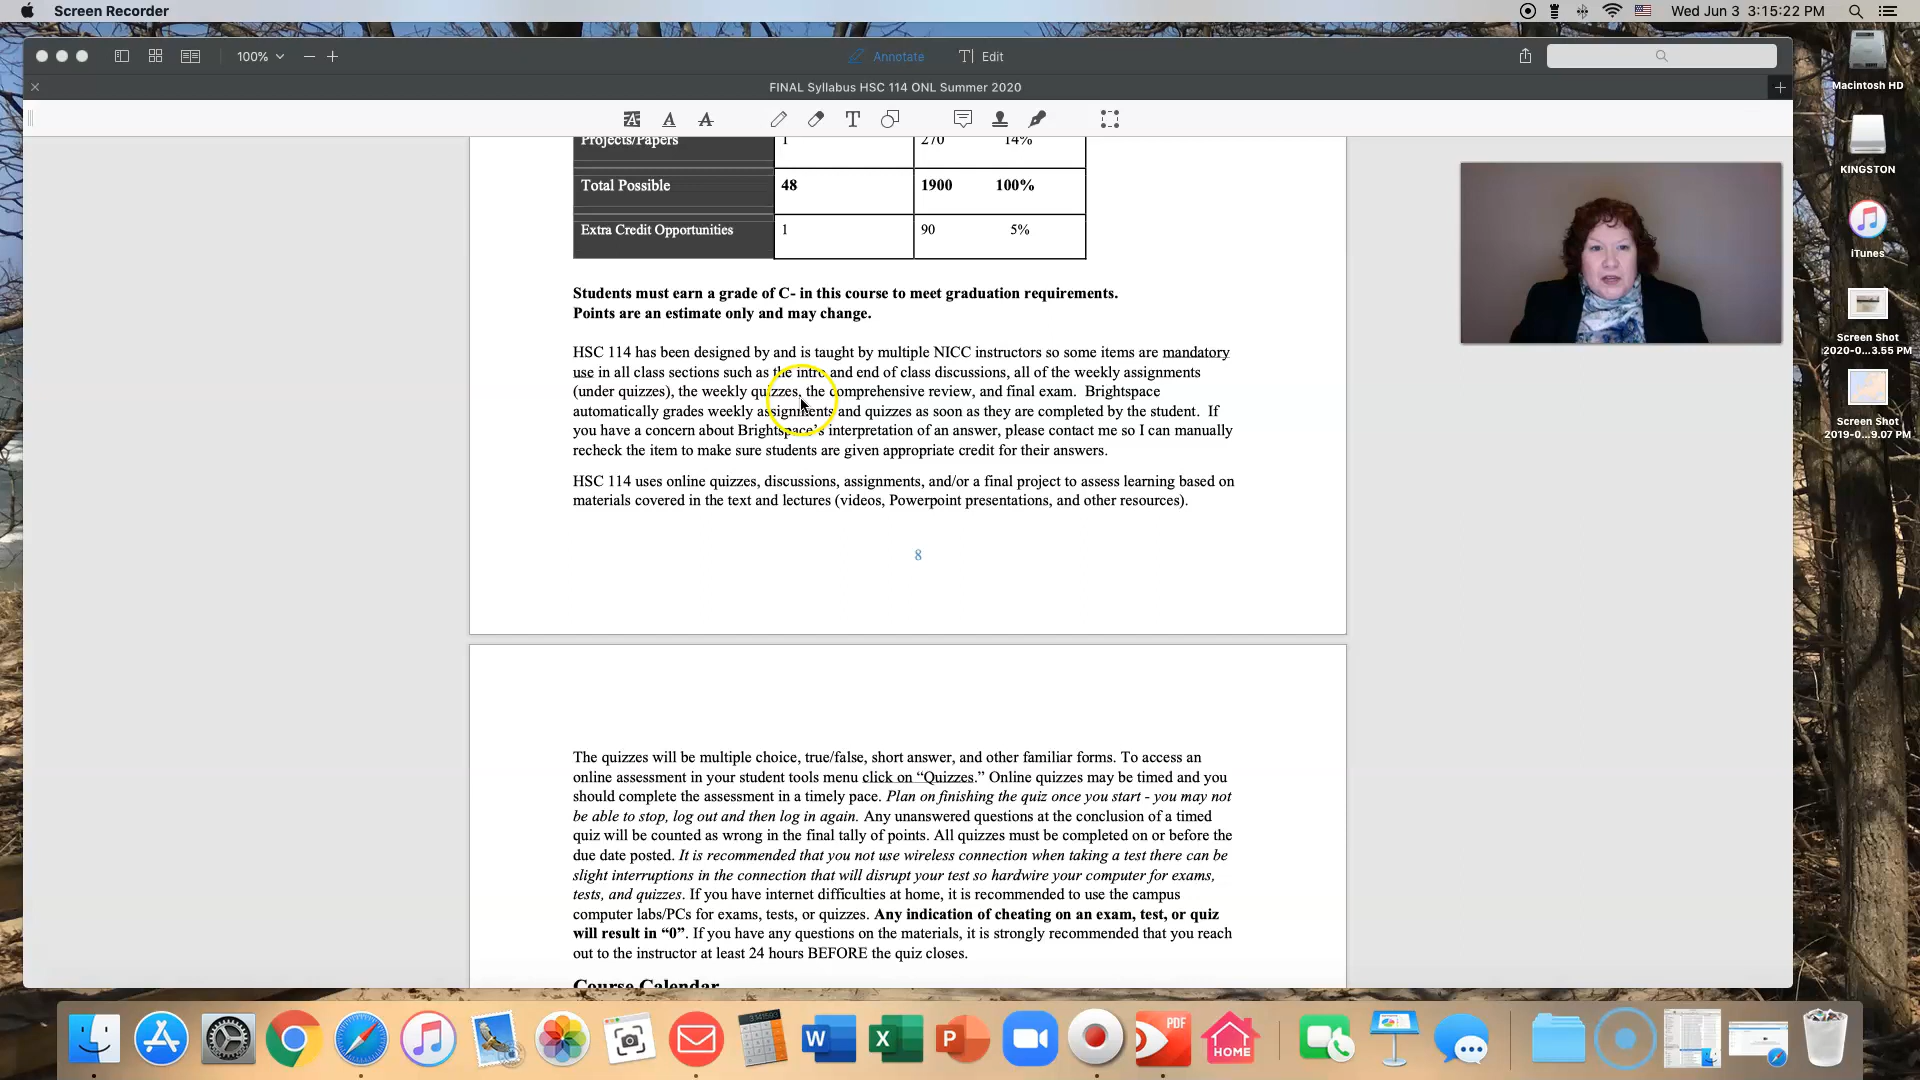 Screen Recorder
Wed Jun 3 3:15:22 PM
100%
Annotate
Edit
FINAL Syllabus HSC 114 ONL Summer 2020
Macintosh HD
KINGSTON
iTunes
Screen Shot
2020-0...3.55 PM
Screen Shot
2019-0...9.07 PM
Projects/Papers 1 270 14%
Total Possible 48 1900 100%
Extra Credit Opportunities 1 90 5%
Students must earn a grade of C- in this course to meet graduation requirements.
Points are an estimate only and may change.
HSC 114 has been designed by and is taught by multiple NICC instructors so some items are mandatory
use in all class sections such as the intro and end of class discussions, all of the weekly assignments
(under quizzes), the weekly quizzes, the comprehensive review, and final exam. Brightspace
automatically grades weekly assignments and quizzes as soon as they are completed by the student. If
you have a concern about Brightspace's interpretation of an answer, please contact me so I can manually
recheck the item to make sure students are given appropriate credit for their answers.
HSC 114 uses online quizzes, discussions, assignments, and/or a final project to assess learning based on
materials covered in the text and lectures (videos, Powerpoint presentations, and other resources).
8
The quizzes will be multiple choice, true/false, short answer, and other familiar forms. To access an
online assessment in your student tools menu click on “Quizzes.” Online quizzes may be timed and you
should complete the assessment in a timely pace. Plan on finishing the quiz once you start - you may not
be able to stop, log out and then log in again. Any unanswered questions at the conclusion of a timed
quiz will be counted as wrong in the final tally of points. All quizzes must be completed on or before the
due date posted. It is recommended that you not use wireless connection when taking a test there can be
slight interruptions in the connection that will disrupt your test so hardwire your computer for exams,
tests, and quizzes. If you have internet difficulties at home, it is recommended to use the campus
computer labs/PCs for exams, tests, or quizzes. Any indication of cheating on an exam, test, or quiz
will result in “0”. If you have any questions on the materials, it is strongly recommended that you reach
out to the instructor at least 24 hours BEFORE the quiz closes.
Course Calendar
PDF
HOME